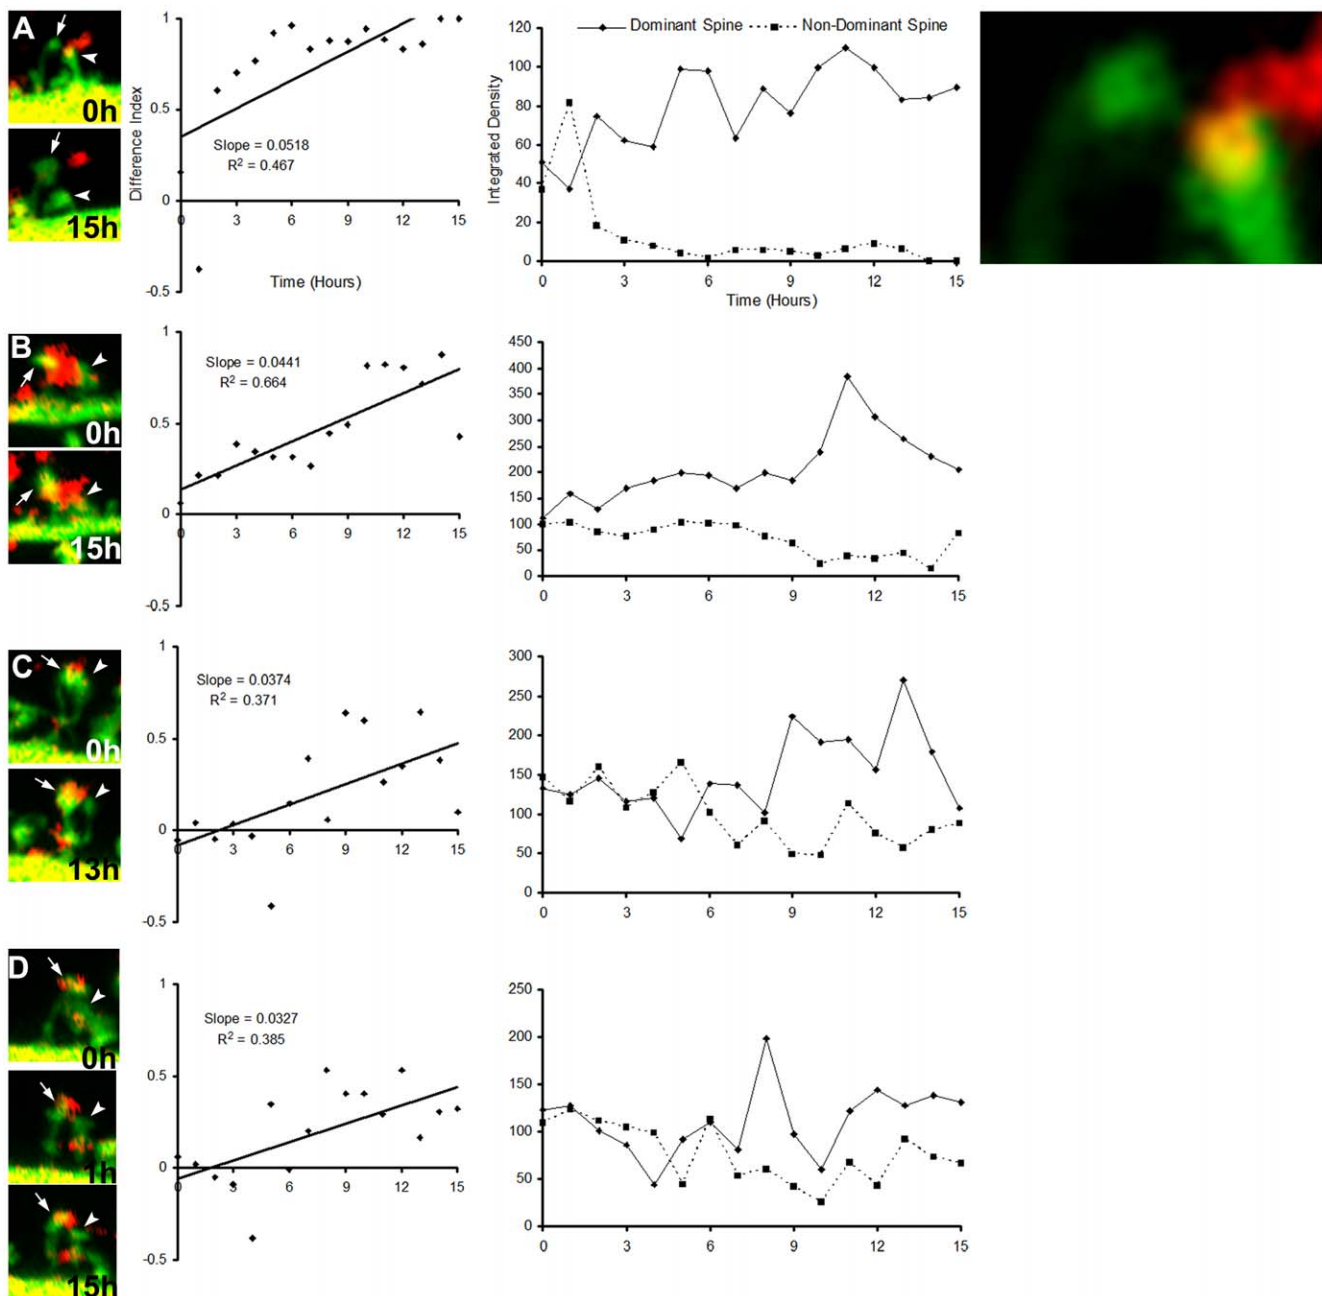 A
0h
15h
Difference Index
1
0.5
0
-0.5
Slope = 0.0518
R2 = 0.467
0 3 6 9 12 15
Time (Hours)
Dominant Spine Non-Dominant Spine
Integrated Density
120
100
80
60
40
20
0
0 3 6 9 12 15
Time (Hours)
B
0h
15h
1
0.5
0
-0.5
Slope = 0.0441
R2 = 0.664
0 3 6 9 12 15
450
400
350
300
250
200
150
100
50
0
0 3 6 9 12 15
C
0h
13h
1
0.5
0
-0.5
Slope = 0.0374
R2 = 0.371
0 3 6 9 12 15
300
250
200
150
100
50
0
0 3 6 9 12 15
D
0h
1h
15h
1
0.5
0
-0.5
Slope = 0.0327
R2 = 0.385
0 3 6 9 12 15
250
200
150
100
50
0
0 3 6 9 12 15